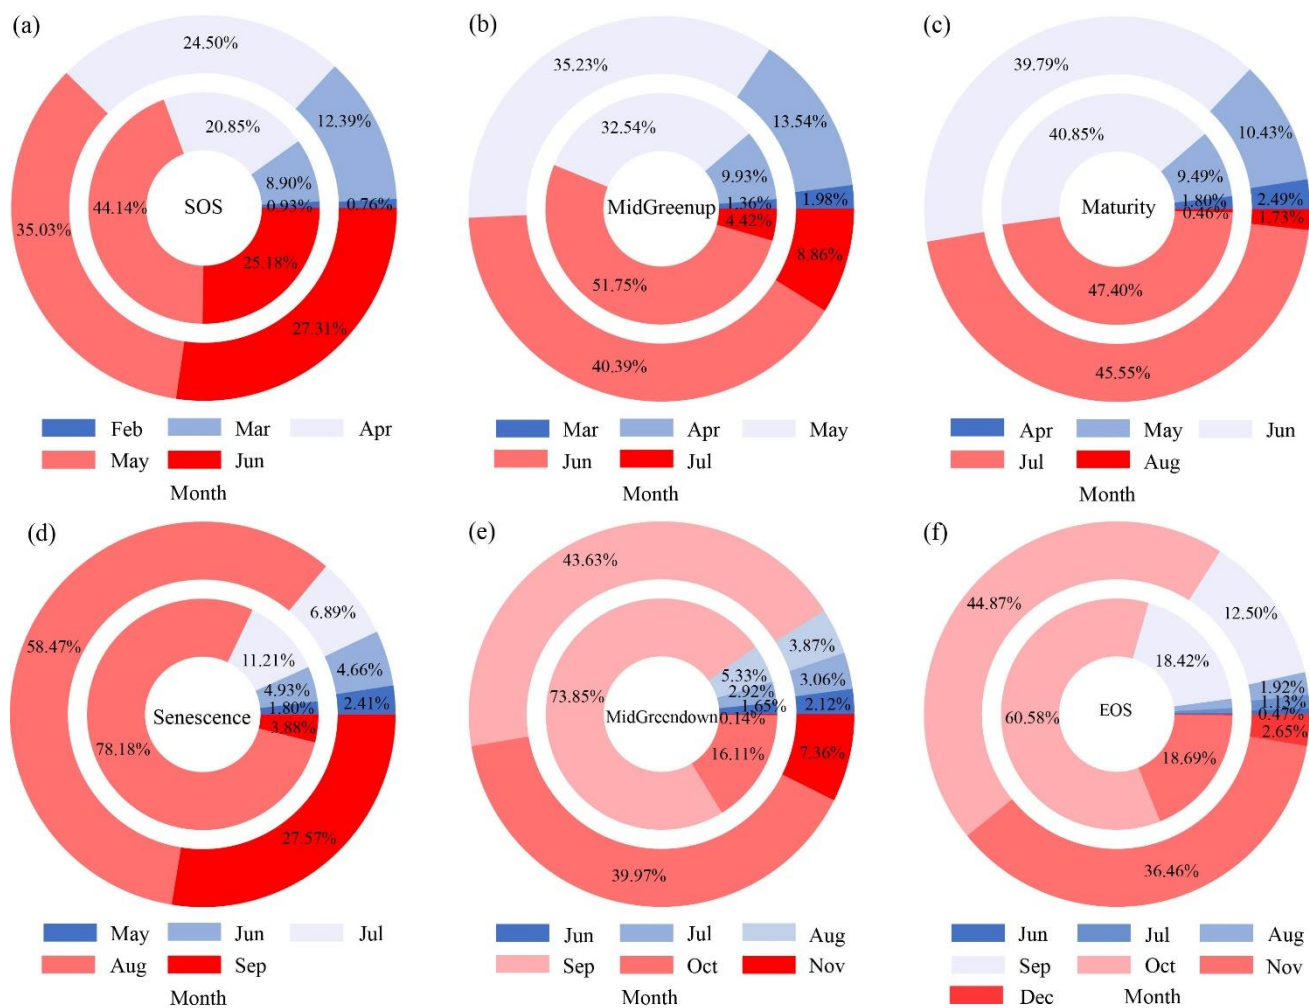 (a)
24.50%
12.39%
20.85%
8.90%
0.93%
0.76%
44.14%
SOS
35.03%
25.18%
27.31%
Feb Mar Apr
May Jun
Month
(b)
35.23%
13.54%
32.54%
9.93%
1.36%
1.98%
MidGreenup
4.42%
8.86%
51.75%
40.39%
Mar Apr May
Jun Jul
Month
(c)
39.79%
10.43%
40.85%
9.49%
1.80%
2.49%
Maturity
0.46%
1.73%
47.40%
45.55%
Apr May Jun
Jul Aug
Month
(d)
58.47%
6.89%
11.21%
4.66%
4.93%
1.80%
2.41%
Senescence
3.88%
78.18%
27.57%
May Jun Jul
Aug Sep
Month
(e)
43.63%
3.87%
5.33%
3.06%
2.92%
1.65%
2.12%
73.85%
MidGreendown
0.14%
16.11%
7.36%
39.97%
Jun Jul Aug
Sep Oct Nov
Month
(f)
44.87%
12.50%
18.42%
1.92%
1.13%
0.47%
60.58%
EOS
2.65%
18.69%
36.46%
Jun Jul Aug
Sep Oct Nov
Dec Month